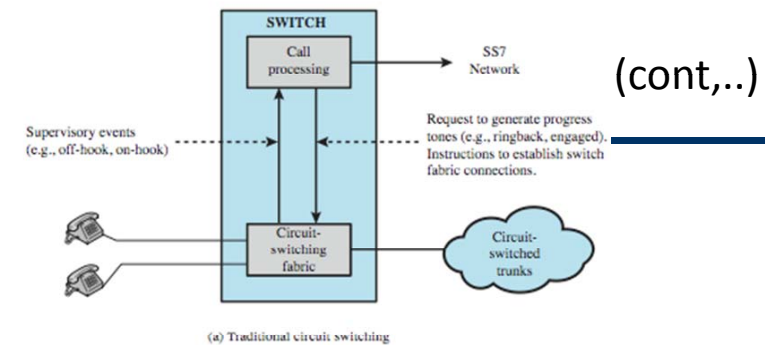 SWITCH
Call
processing
SS7
Network
(cont,..)
Supervisory events
(e.g., off-hook, on-hook)
Request to generate progress
tones (e.g., ringback, engaged).
Instructions to establish switch
fabric connections.
Circuit-
switching
fabric
Circuit-
switched
trunks
(a) Traditional circuit switching